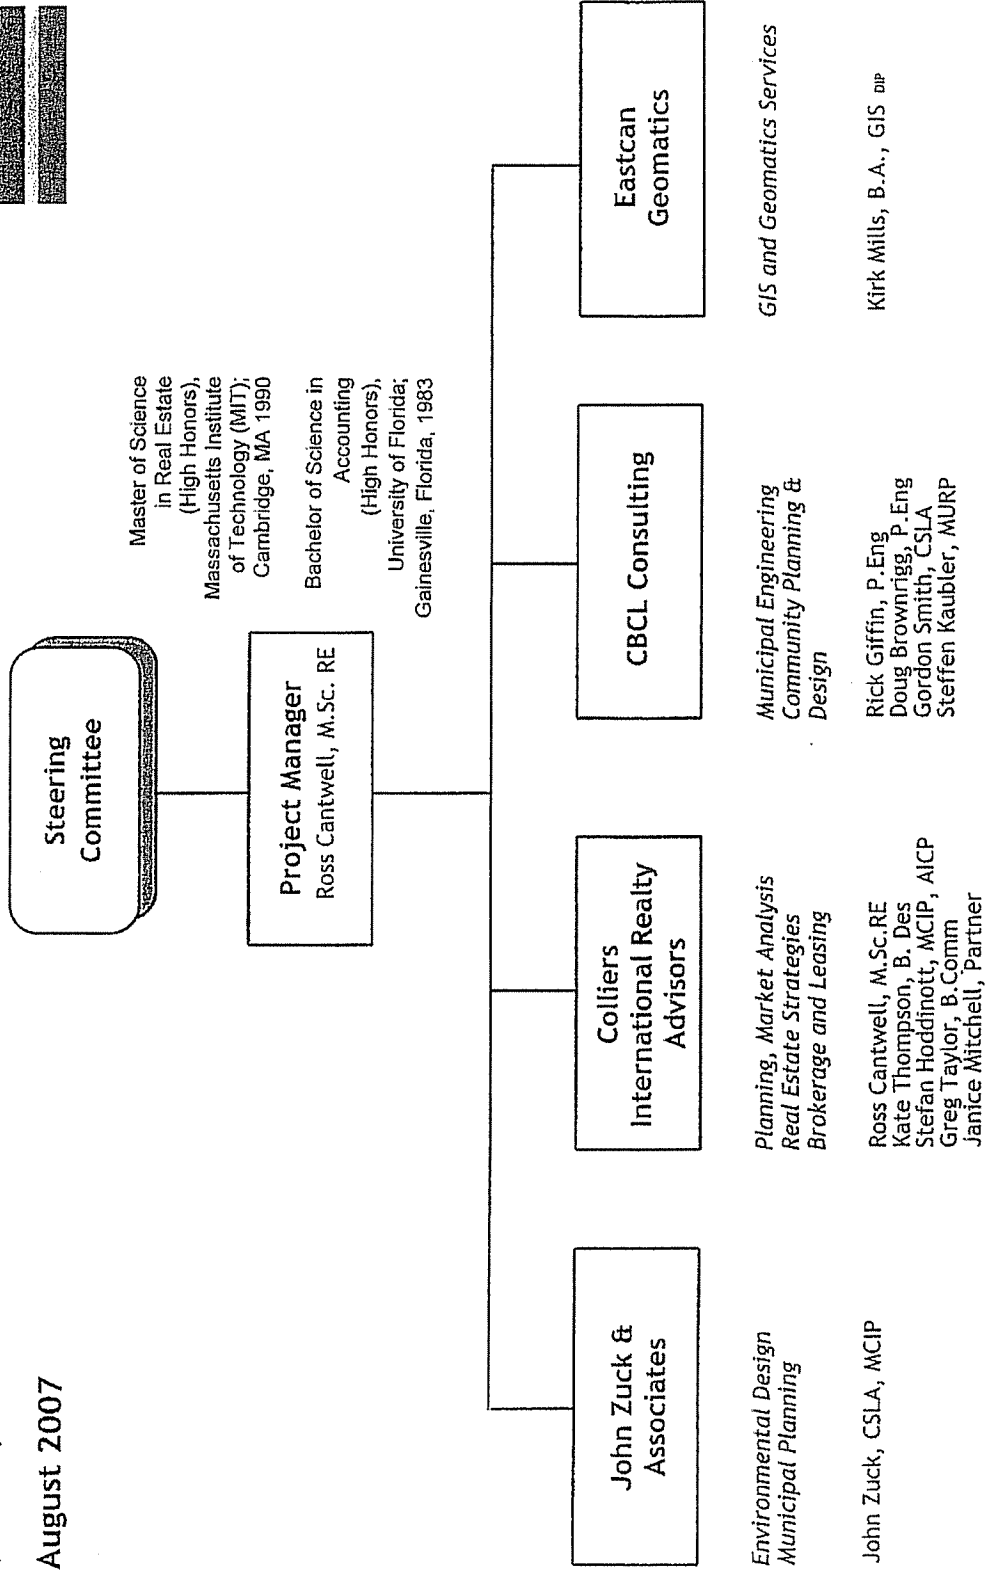 August 2007
Steering
Committee
Project Manager
Ross Cantwell, M.Sc. RE
Master of Science
in Real Estate
(High Honors),
Massachusetts Institute
of Technology (MIT);
Cambridge, MA 1990
Bachelor of Science in
Accounting
(High Honors),
University of Florida;
Gainesville, Florida, 1983
John Zuck &
Associates
Environmental Design
Municipal Planning
John Zuck, CSLA, MCIP
Colliers
International Realty
Advisors
Planning, Market Analysis
Real Estate Strategies
Brokerage and Leasing
Ross Cantwell, M.Sc.RE
Kate Thompson, B. Des
Stefan Hoddinott, MCIP, AICP
Greg Taylor, B.Comm
Janice Mitchell, Partner
CBCL Consulting
Municipal Engineering
Community Planning &
Design
Rick Giffin, P.Eng
Doug Brownrigg, P.Eng
Gordon Smith, CSLA
Steffen Kaubler, MURP
Eastcan
Geomatics
GIS and Geomatics Services
Kirk Mills, B.A., GIS DIP